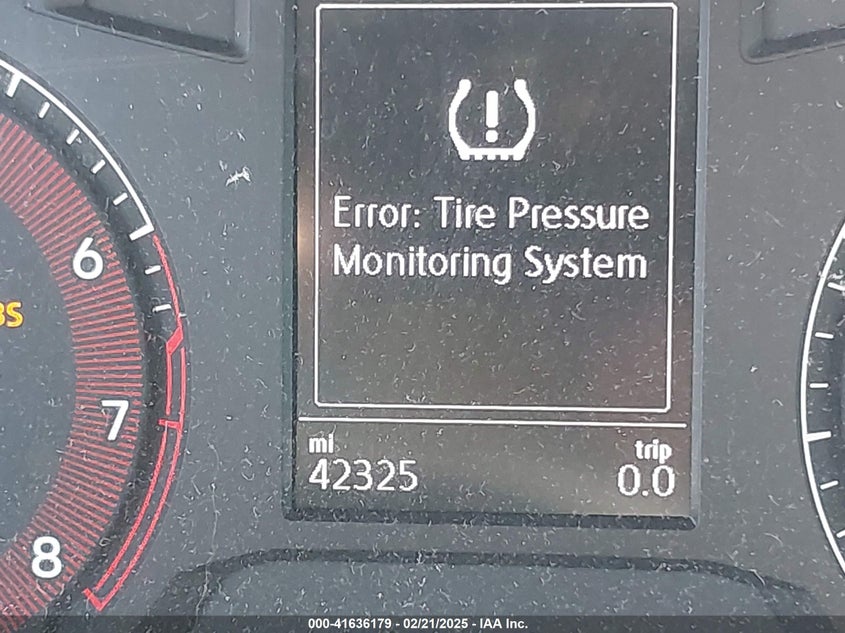 Error: Tire Pressure
Monitoring System
6
7
8
mi
42325
trip
0.0
000-41636179 - 02/21/2025 - IAA Inc.